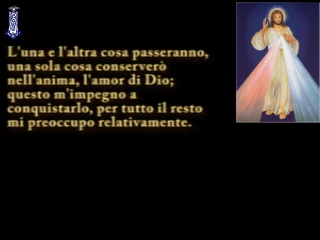 L'una e l'altra cosa passeranno,
una sola cosa conserverò
nell'anima, l'amor di Dio;
questo m'impegno a
conquistarlo, per tutto il resto
mi preoccupo relativamente.